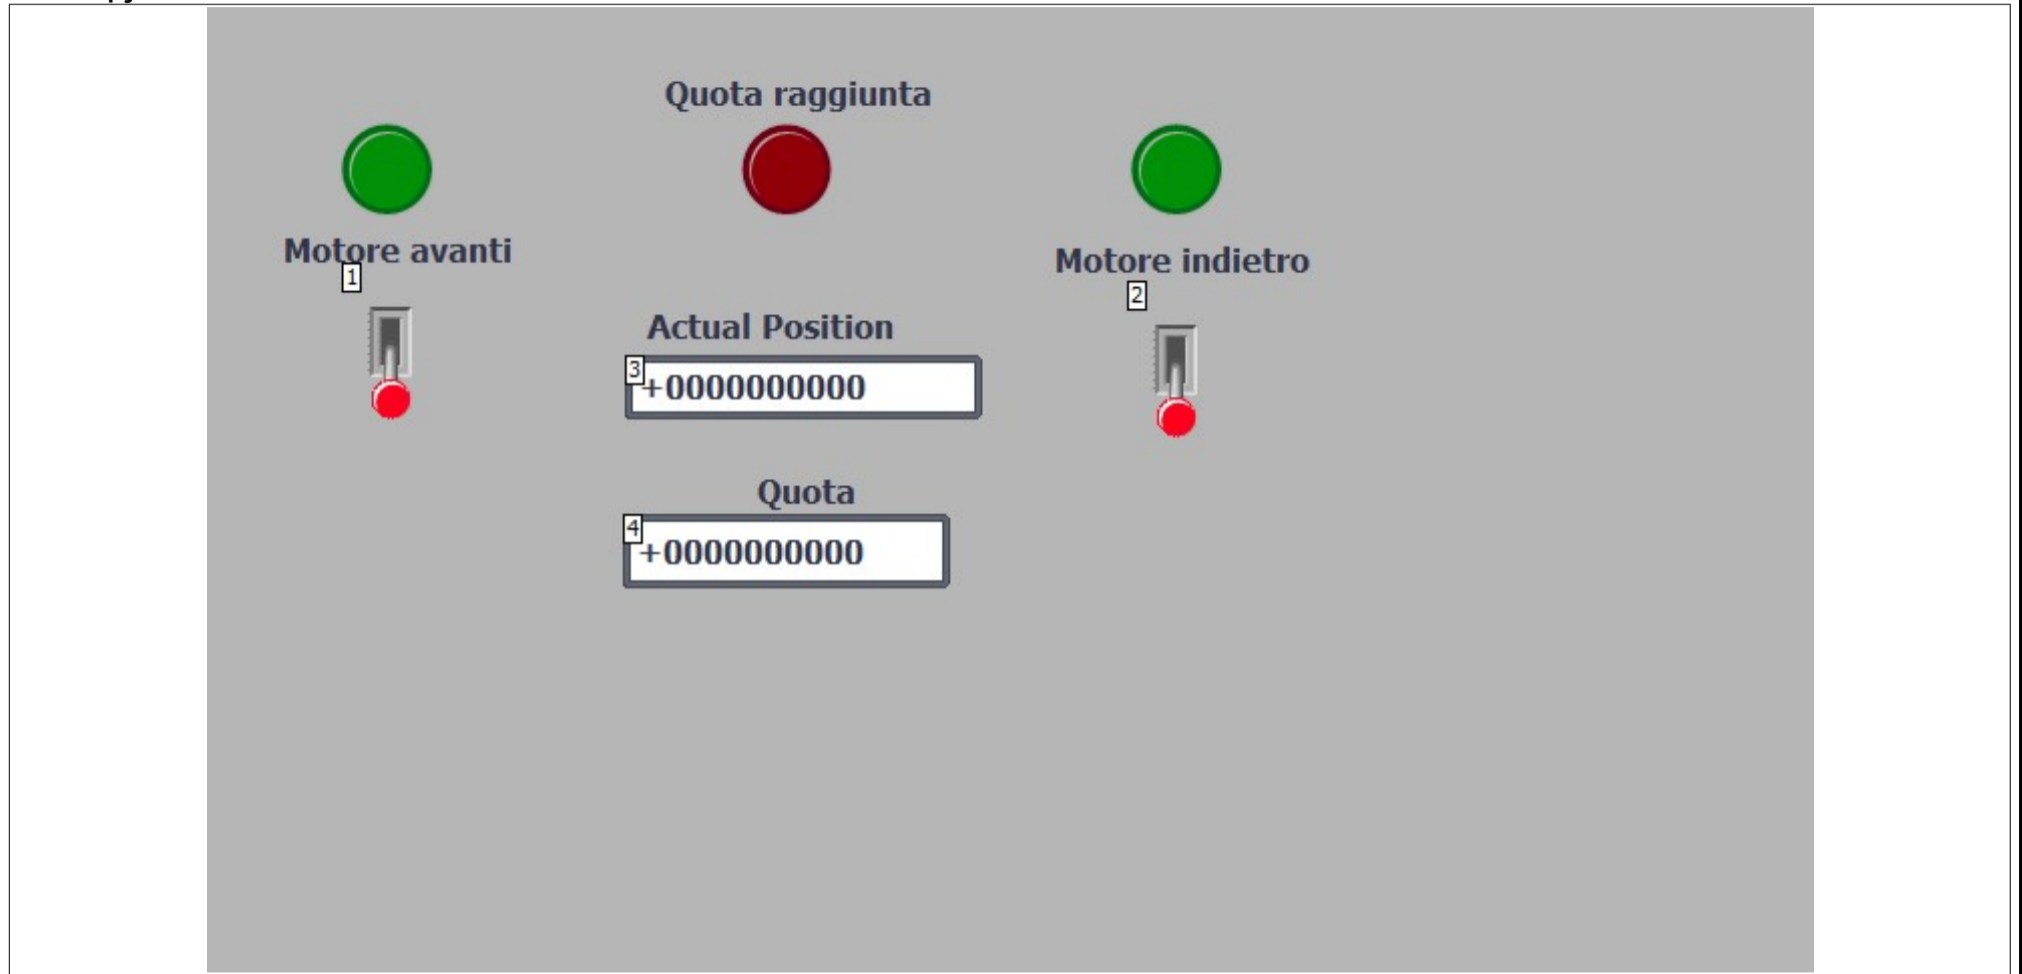 Quota raggiunta
Motore avanti
Motore indietro
1
2
Actual Position
3
+0000000000
Quota
4
+0000000000